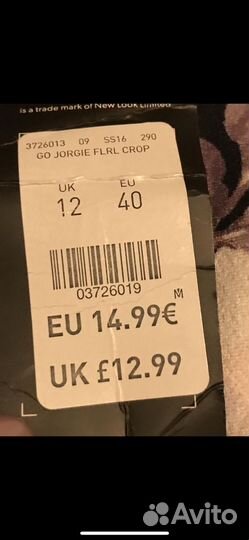 is a trade mark of New Look Limited
3726013 09 SS16 290
GO JORGIE FLRL CROP
UK EU
12 40
03726019 M
EU 14.99€
UK £12.99
Avito